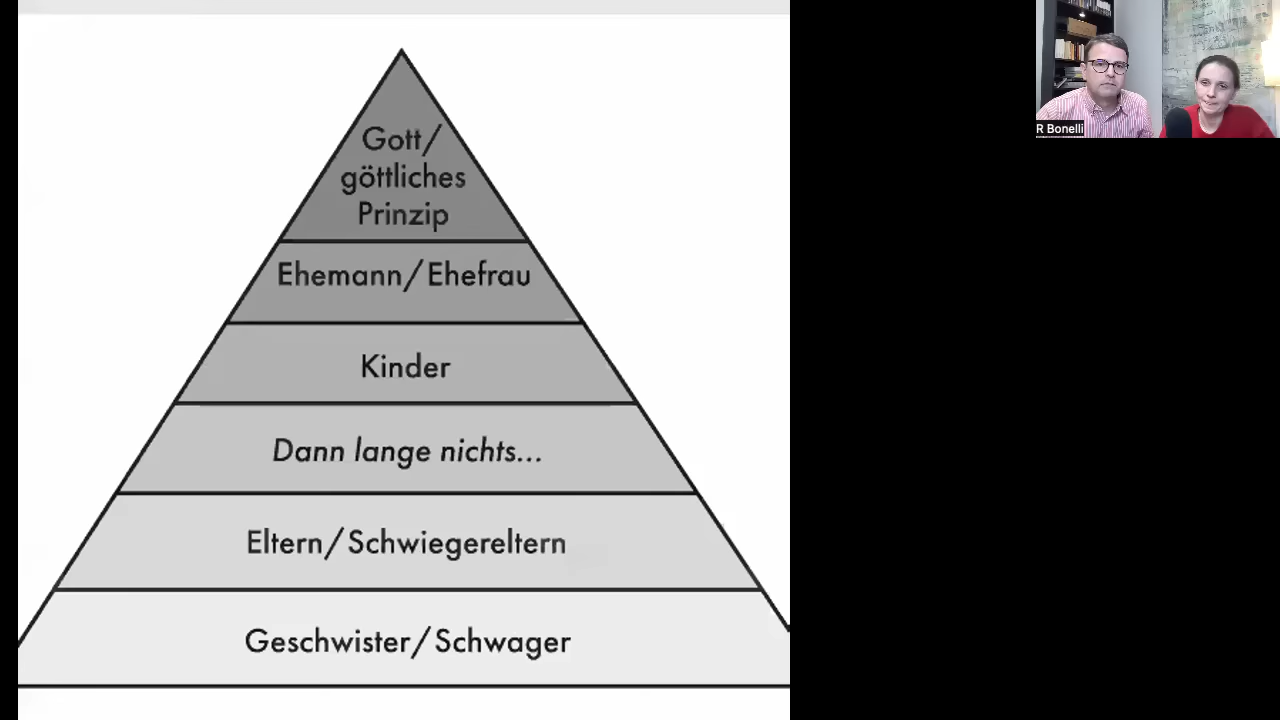 Gott/
göttliches
Prinzip
Ehemann/Ehefrau
Kinder
Dann lange nichts...
Eltern/Schwiegereltern
Geschwister/Schwager
R Bonelli